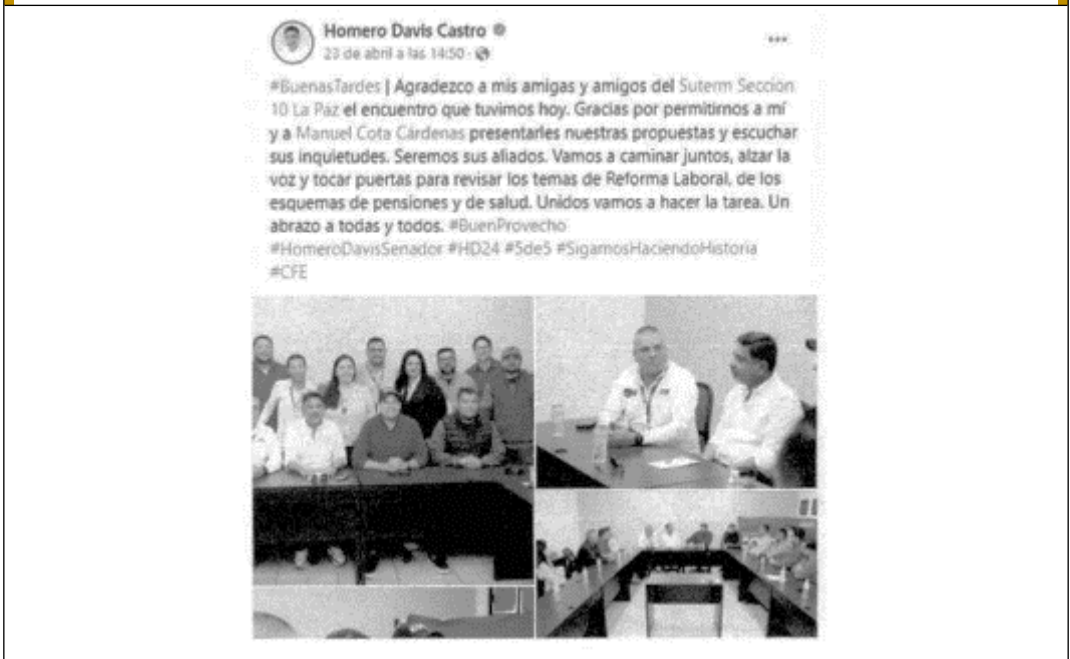 Homero Davis Castro
23 de abril a las 14:50 ·
#BuenasTardes | Agradezco a mis amigas y amigos del Suterm Sección
10 La Paz el encuentro que tuvimos hoy. Gracias por permitirnos a mí
y a Manuel Cota Cárdenas presentarles nuestras propuestas y escuchar
sus inquietudes. Seremos sus aliados. Vamos a caminar juntos, alzar la
voz y tocar puertas para revisar los temas de Reforma Laboral, de los
esquemas de pensiones y de salud. Unidos vamos a hacer la tarea. Un
abrazo a todas y todos. #BuenProvecho
#HomeroDavisSenador #HD24 #5de5 #SigamosHaciendoHistoria
#CFE